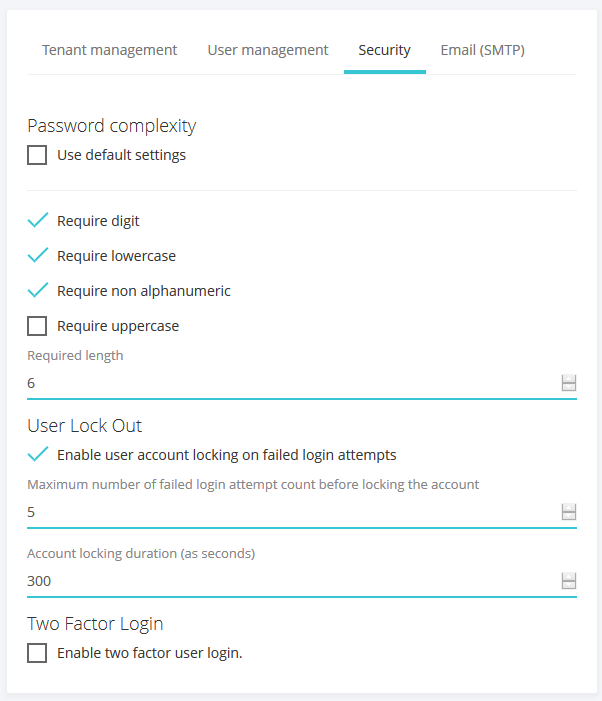 Tenant management User management Security Email (SMTP)
Password complexity
Use default settings
Require digit
Require lowercase
Require non alphanumeric
Require uppercase
Required length
6
User Lock Out
Enable user account locking on failed login attempts
Maximum number of failed login attempt count before locking the account
5
Account locking duration (as seconds)
300
Two Factor Login
Enable two factor user login.